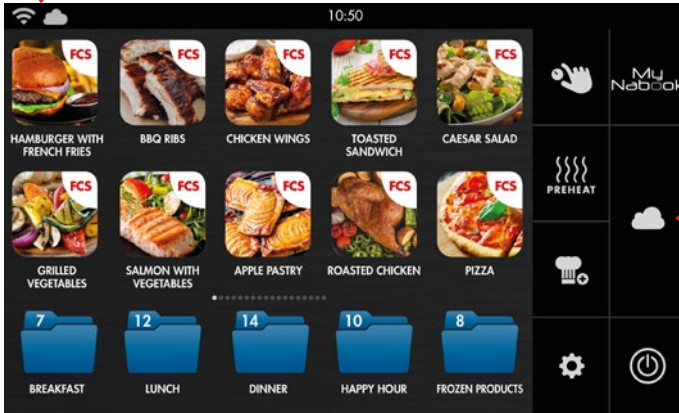 10:50
FCS
FCS
FCS
FCS
FCS
HAMBURGER WITH
FRENCH FRIES
BBQ RIBS
CHICKEN WINGS
TOASTED
SANDWICH
CAESAR SALAD
My
Nabook
PREHEAT
FCS
FCS
FCS
FCS
FCS
GRILLED
VEGETABLES
SALMON WITH
VEGETABLES
APPLE PASTRY
ROASTED CHICKEN
PIZZA
7
12
14
10
8
BREAKFAST
LUNCH
DINNER
HAPPY HOUR
FROZEN PRODUCTS